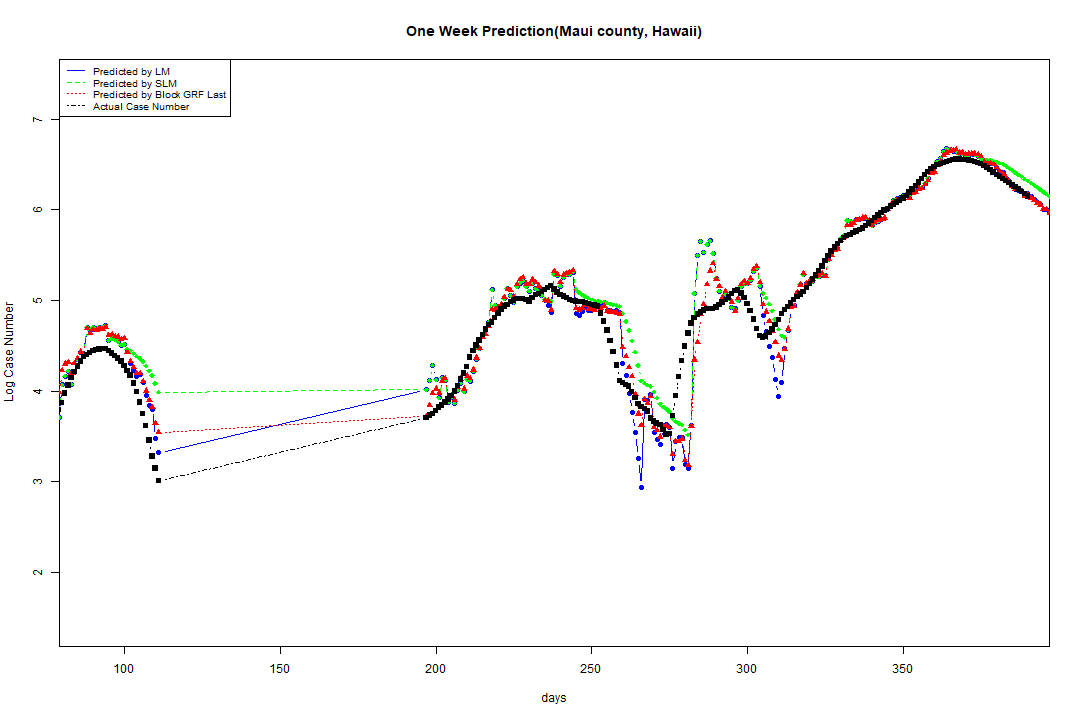 One Week Prediction(Maui county, Hawaii)
Predicted by LM
Predicted by SLM
Predicted by Block GRF Last
Actual Case Number
Log Case Number
7
6
5
4
3
2
100 150 200 250 300 350
days